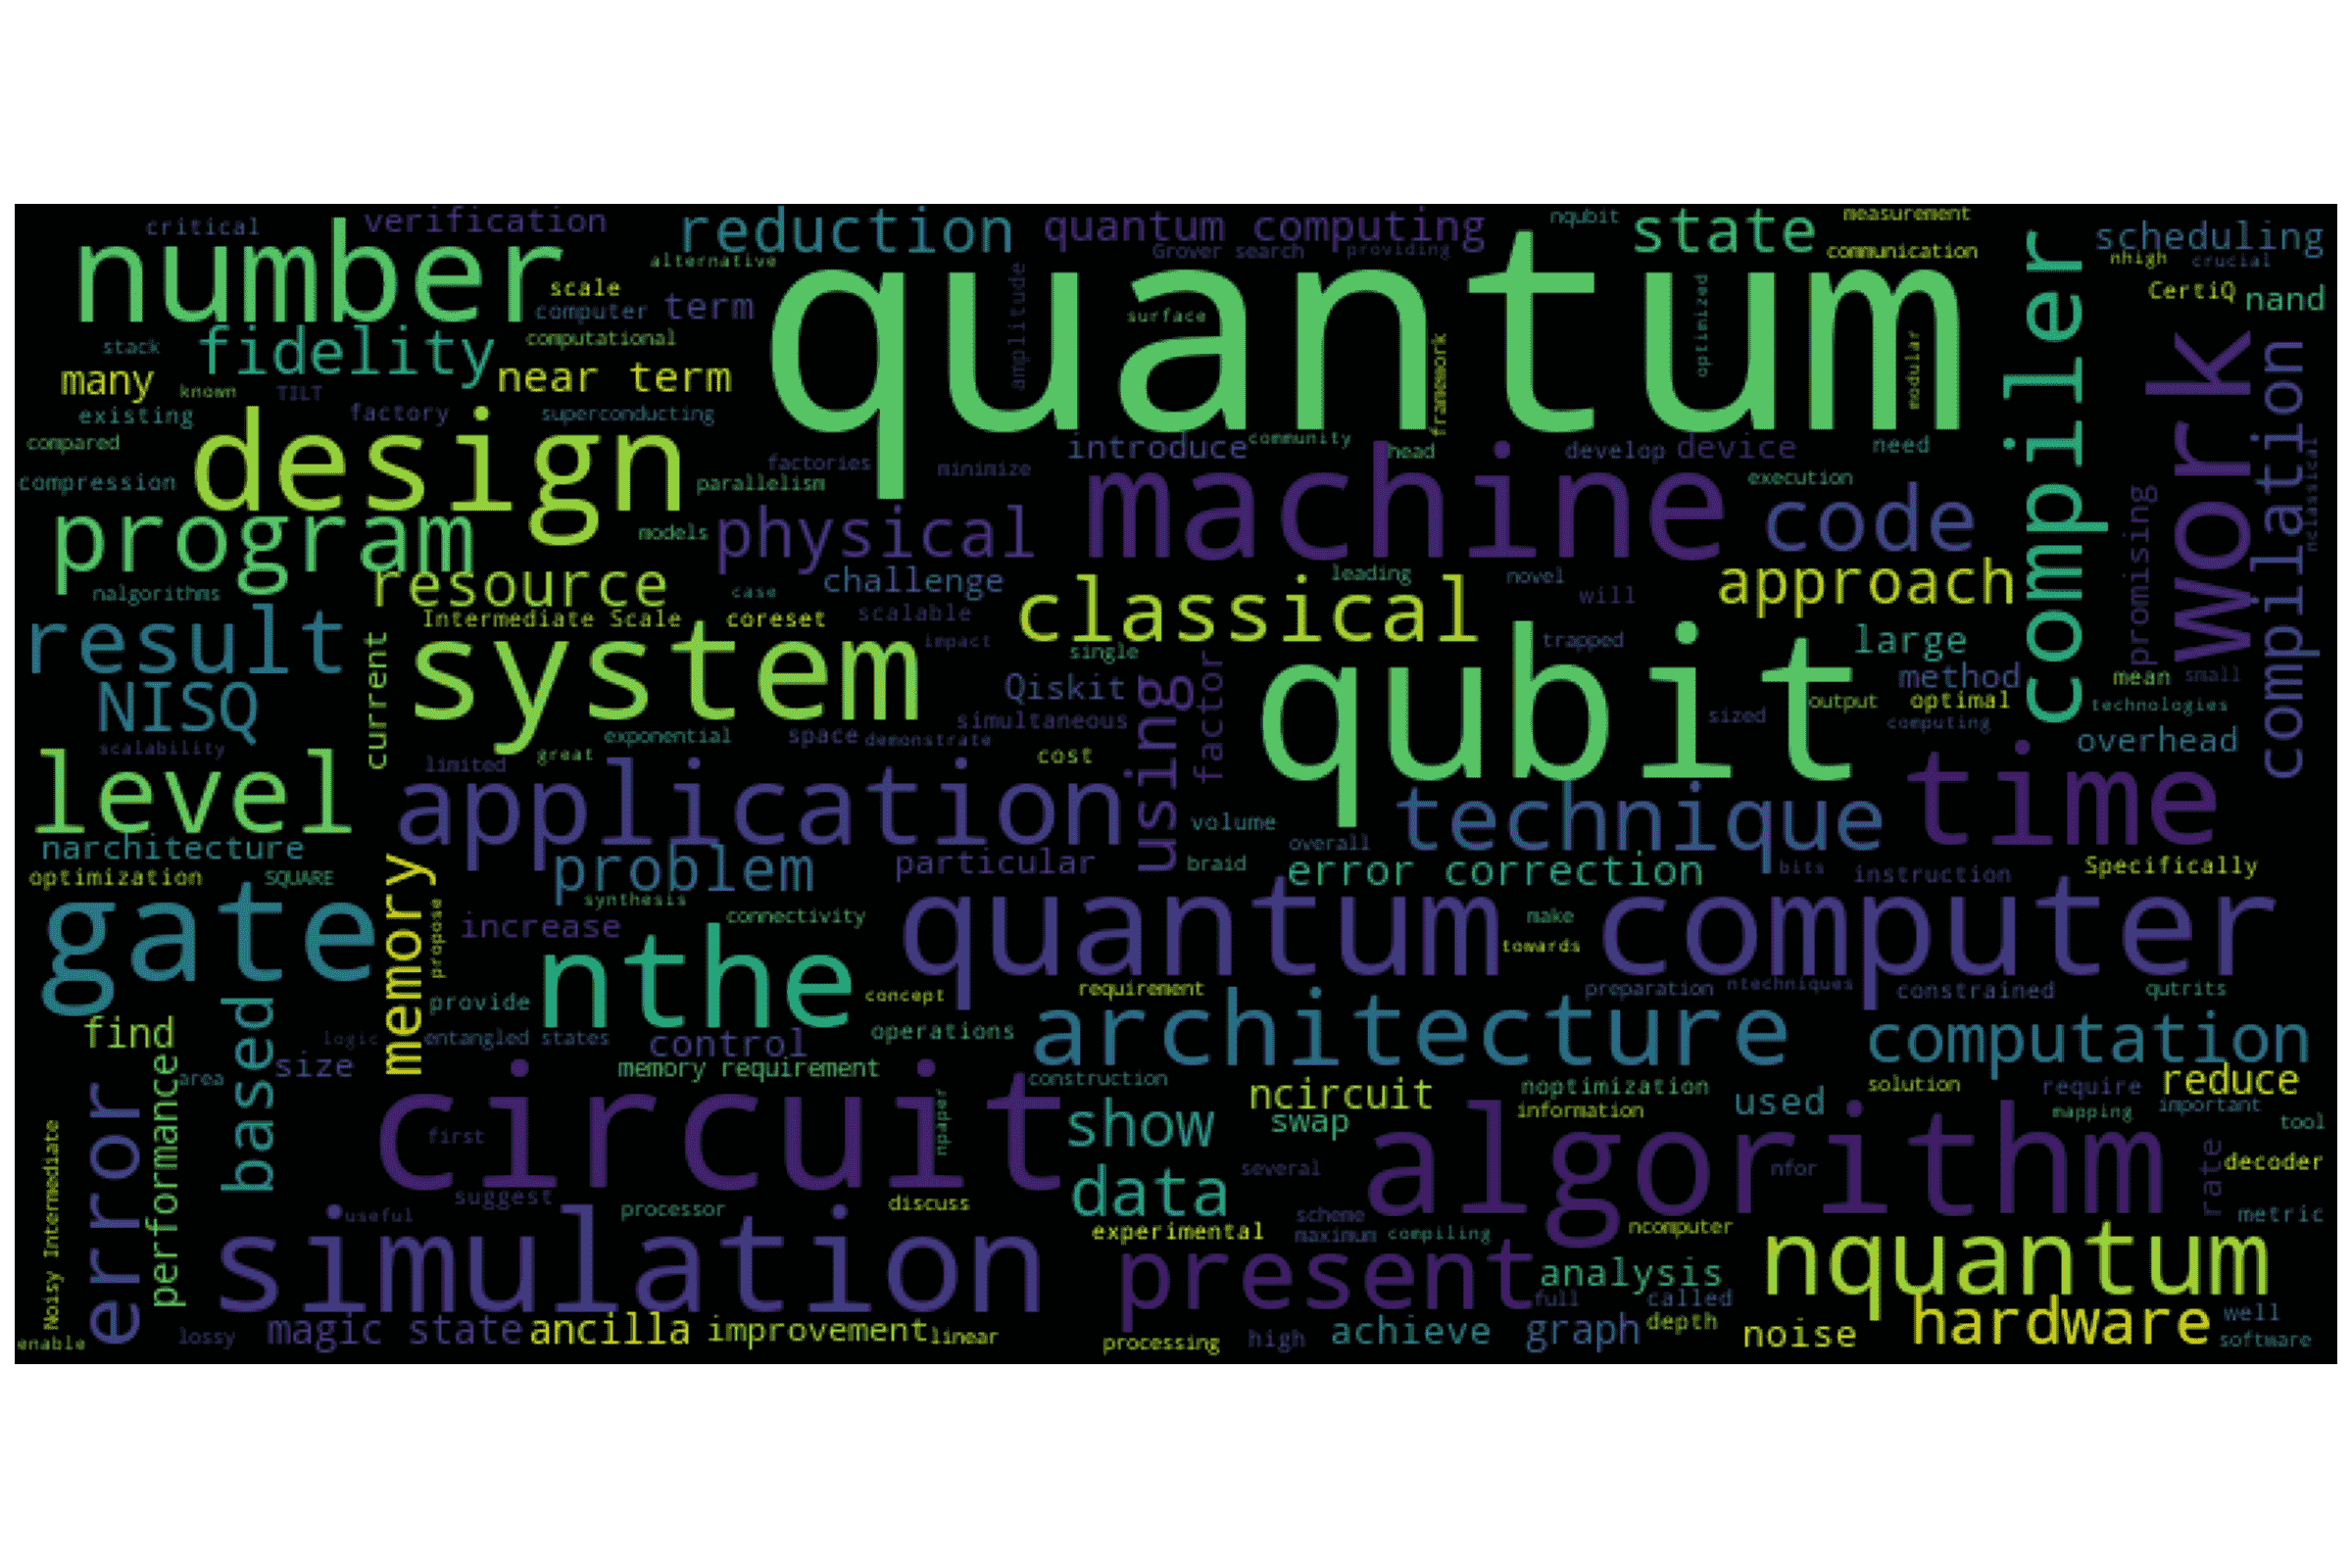 critical
verification
reduction
quantum computing
nqubit
state
measurement
scheduling
number
alternative
Grover search
providing
communication
nhigh
crucial
quantum
scale
computer
term
amplitude
surface
optimized
compiler
CertiQ
nand
fidelity
computational
stack
many
known
TILT
near term
framework
modular
work
compilation
existing
factory
superconducting
compared
design
factories
minimize
introduce
community
head
develop
device
need
nclassical
compression
parallelism
machine
execution
program
models
physical
code
promising
nalgorithms
resource
case
challenge
leading
novel
will
approach
result
Intermediate Scale
coreset
scalable
classical
current
system
impact
single
trapped
large
NISQ
Qiskit
using
factor
qubit
method
mean
small
output
optimal
technologies
simultaneous
sized
computing
scalability
exponential
space
demonstrate
overhead
level
limited
great
cost
time
application
technique
volume
narchitecture
problem
particular
braid
overall
error correction
bits
instruction
Specifically
optimization
SQUARE
memory
synthesis
gate
propose
increase
connectivity
quantum computer
make
towards
nthe
based
provide
concept
requirement
preparation
ntechniques
constrained
qutrits
find
logic
entangled states
control
operations
architecture
computation
performance
area
size
memory requirement
construction
ncircuit
noptimization
solution
require
reduce
error
circuit
npaper
show
swap
information
used
mapping
important
tool
Noisy Intermediate
first
several
algorithm
nfor
rate
decoder
data
suggest
useful
processor
discuss
scheme
ncomputer
metric
simulation
experimental
maximum
compiling
present
analysis
nquantum
full
called
enable
lossy
magic state
ancilla
improvement
linear
processing
high
achieve
graph
depth
noise
hardware
well
software